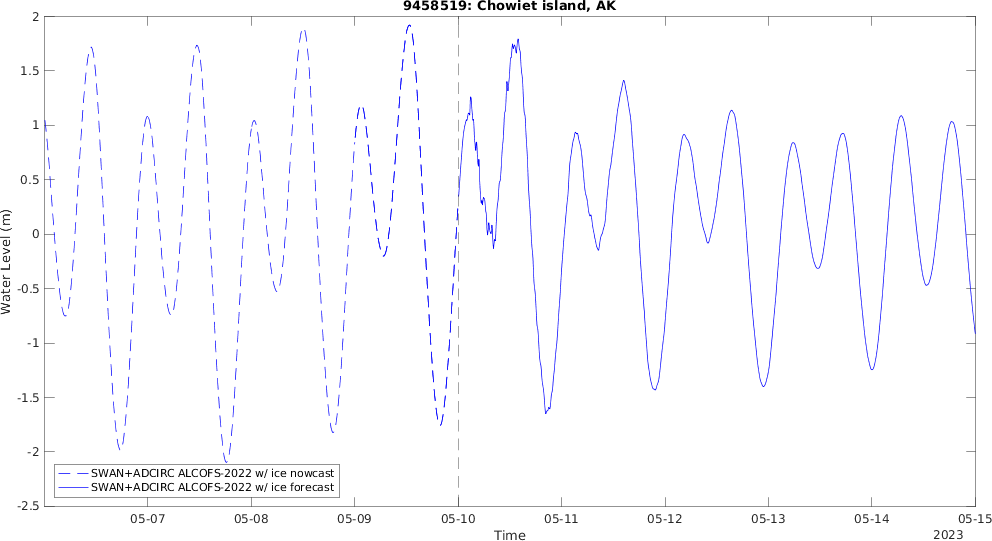 9458519: Chowiet island, AK
2
1.5
1
0.5
0
-0.5
-1
-1.5
-2
-2.5
Water Level (m)
SWAN+ADCIRC ALCOFS-2022 w/ ice nowcast
SWAN+ADCIRC ALCOFS-2022 w/ ice forecast
05-07 05-08 05-09 05-10 05-11 05-12 05-13 05-14 05-15
Time
2023